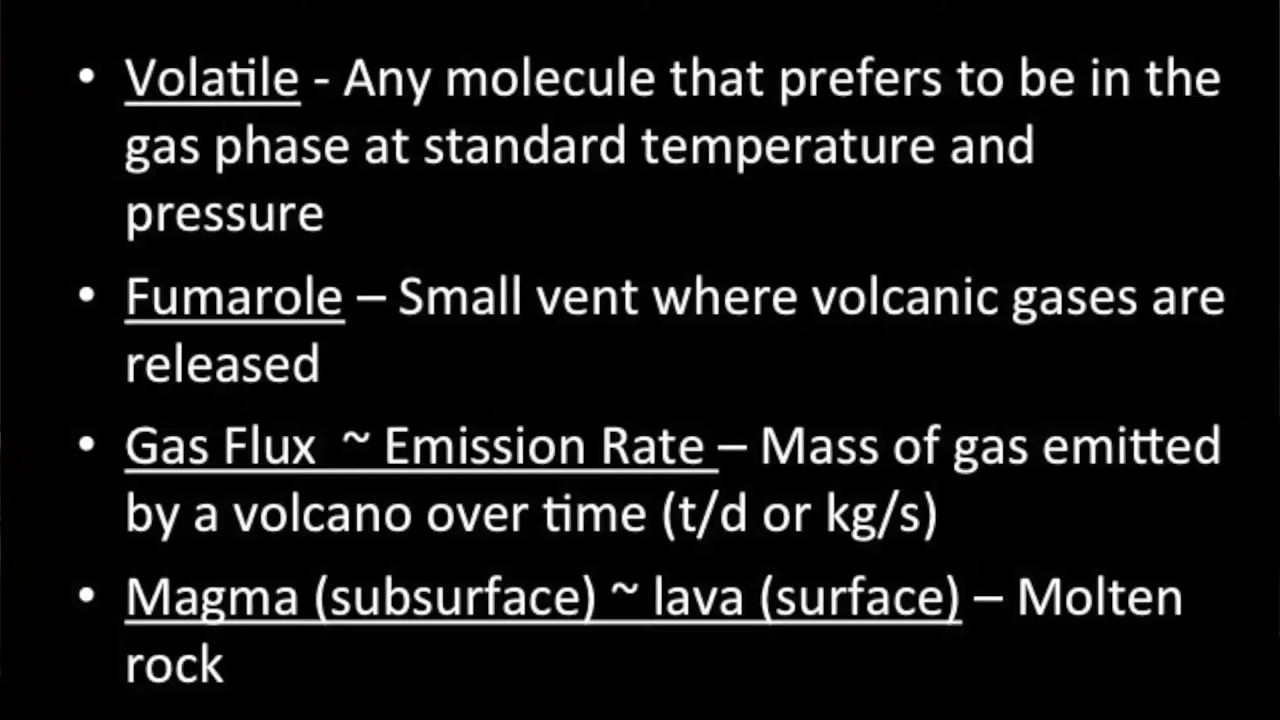 • Volatile - Any molecule that prefers to be in the
gas phase at standard temperature and
pressure
• Fumarole – Small vent where volcanic gases are
released
• Gas Flux ~ Emission Rate – Mass of gas emitted
by a volcano over time (t/d or kg/s)
• Magma (subsurface) ~ lava (surface) – Molten
rock